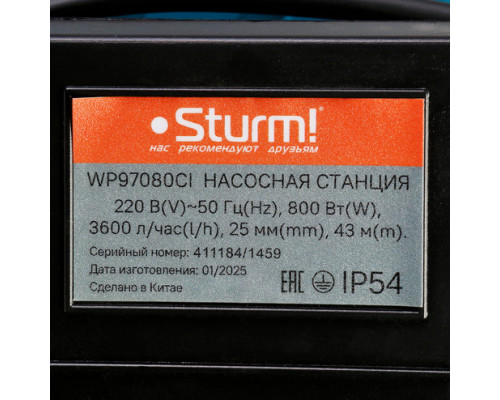 Sturm!
нас рекомендуют друзьям
WP97080CI НАСОСНАЯ СТАНЦИЯ
220 В(V)~50 Гц(Hz), 800 Вт(W),
3600 л/час(l/h), 25 мм(mm), 43 м(m).
Серийный номер: 411184/1459
Дата изготовления: 01/2025
Сделано в Китае
EAC IP54